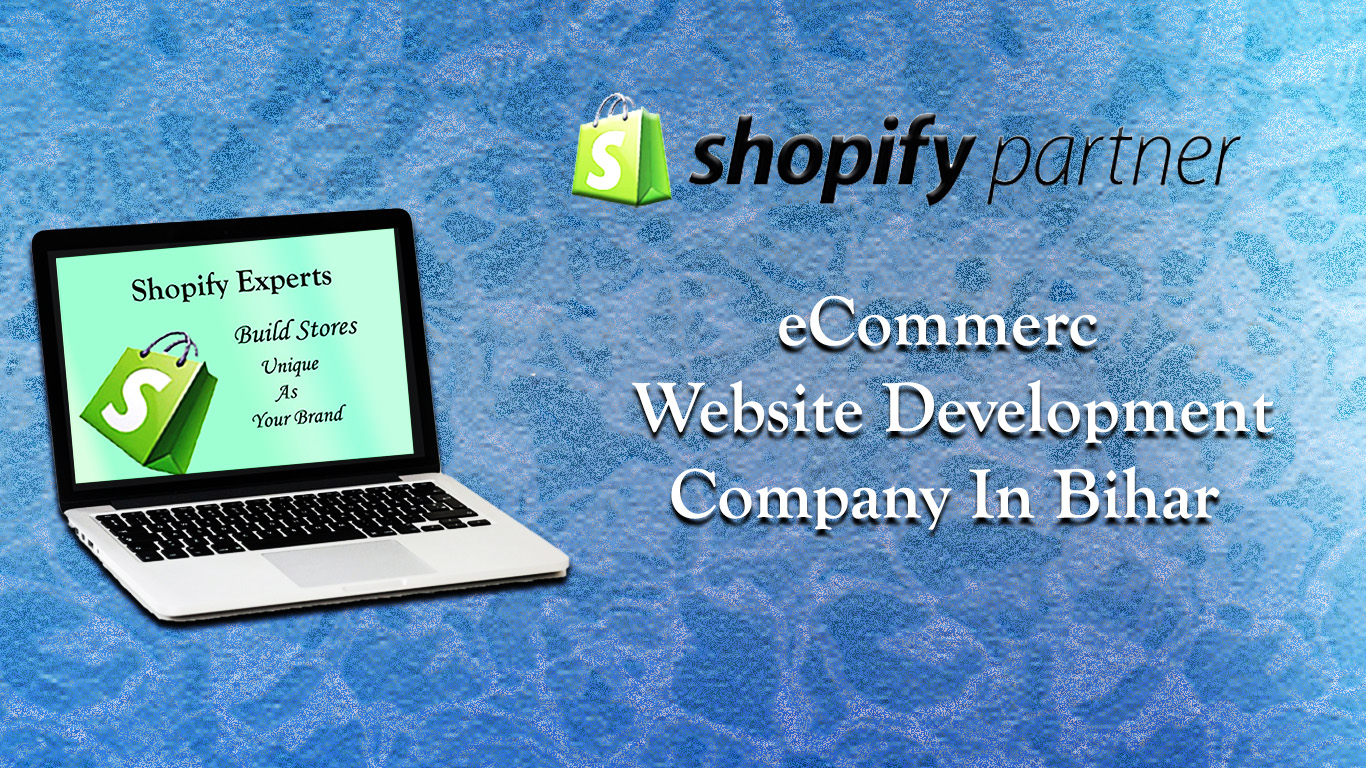 shopify partner
Shopify Experts
Build Stores
Unique
As
Your Brand
S
eCommerc
Website Development
Company In Bihar